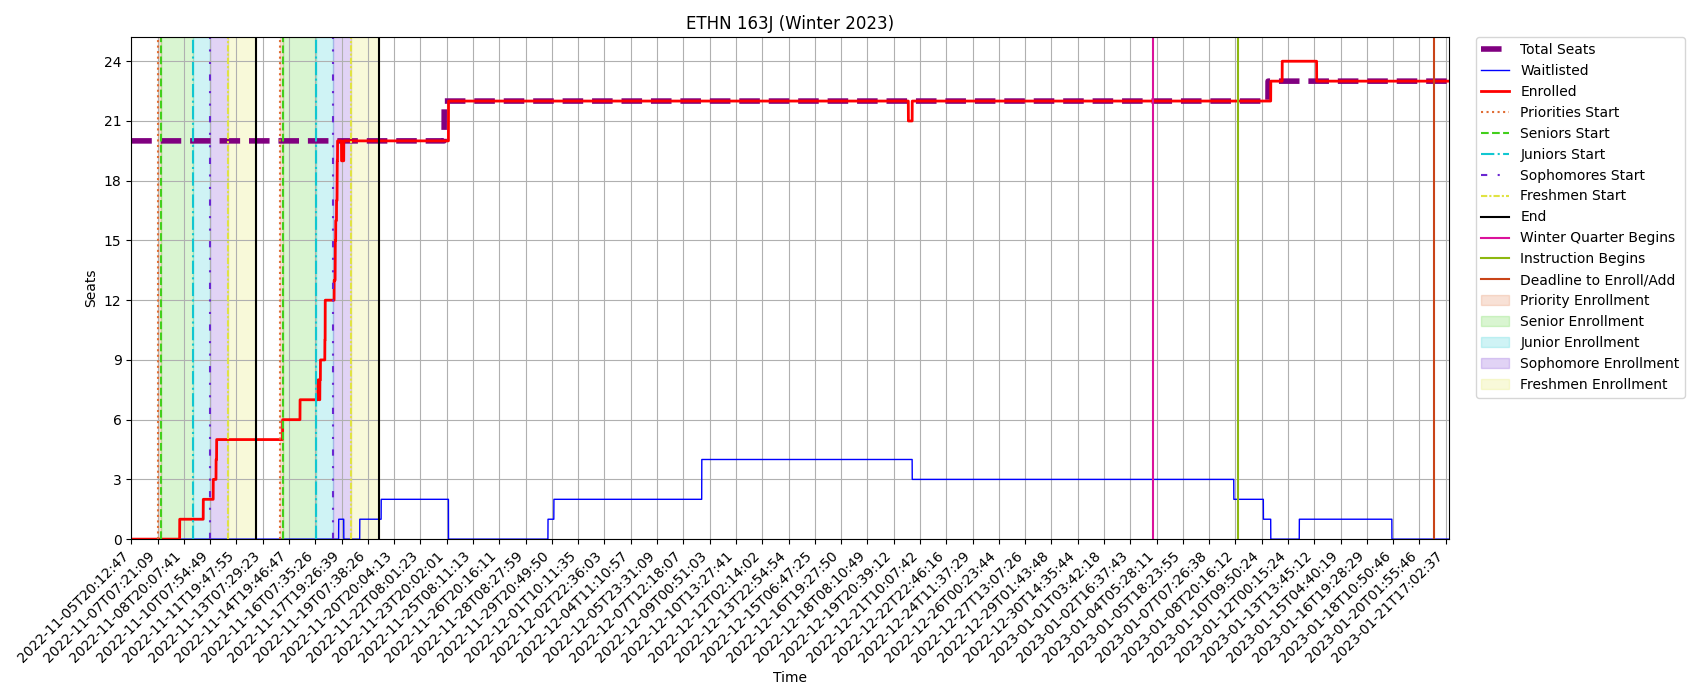 ETHN 163J (Winter 2023)
Seats
24
21
18
15
12
9
6
3
0
2022-11-05T20:12:47
2022-11-07T07:21:09
2022-11-08T20:07:41
2022-11-10T07:54:49
2022-11-11T19:47:55
2022-11-13T07:29:23
2022-11-14T19:46:47
2022-11-16T07:35:26
2022-11-17T19:26:39
2022-11-19T07:38:26
2022-11-20T20:04:13
2022-11-22T08:01:23
2022-11-23T20:02:01
2022-11-25T08:11:13
2022-11-26T20:16:11
2022-11-28T08:27:59
2022-11-29T20:49:50
2022-12-01T10:11:35
2022-12-02T22:36:03
2022-12-04T11:10:57
2022-12-05T23:31:09
2022-12-07T12:18:07
2022-12-09T00:51:03
2022-12-10T13:27:41
2022-12-12T02:14:02
2022-12-13T22:54:54
2022-12-15T06:47:25
2022-12-16T19:27:50
2022-12-18T08:10:49
2022-12-19T20:39:12
2022-12-21T10:07:42
2022-12-22T22:46:16
2022-12-24T11:37:29
2022-12-26T00:23:44
2022-12-27T13:07:26
2022-12-29T01:43:48
2022-12-30T14:35:44
2023-01-01T03:42:18
2023-01-02T16:37:43
2023-01-04T05:28:11
2023-01-05T18:23:55
2023-01-07T07:26:38
2023-01-08T20:16:12
2023-01-10T09:50:24
2023-01-12T00:15:24
2023-01-13T13:45:12
2023-01-15T04:40:19
2023-01-16T19:28:29
2023-01-18T10:50:46
2023-01-20T01:55:46
2023-01-21T17:02:37
Time
Total Seats
Waitlisted
Enrolled
Priorities Start
Seniors Start
Juniors Start
Sophomores Start
Freshmen Start
End
Winter Quarter Begins
Instruction Begins
Deadline to Enroll/Add
Priority Enrollment
Senior Enrollment
Junior Enrollment
Sophomore Enrollment
Freshmen Enrollment